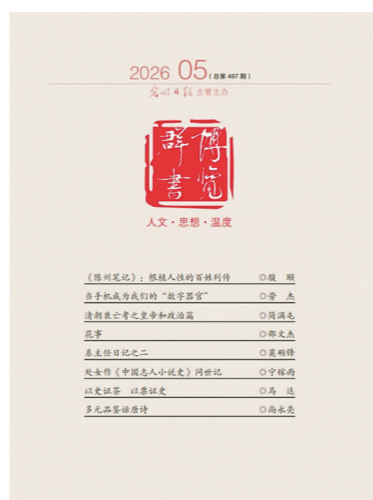 2026 05(总第497期)
光明日报 主管主办
博览
群书
人文·思想·温度
《陈州笔记》：根植人性的百姓列传 ◎骏 颐
当手机成为我们的“数字器官” ◎劳 杰
清朝衰亡考之皇帝和政治篇 ◎简满屯
花事 ◎邵文杰
系主任日记之二 ◎莫砺锋
处女作《中国志人小说史》问世记 ◎宁稼雨
以史证茶 以票证史 ◎马 达
多元品鉴话唐诗 ◎尚永亮